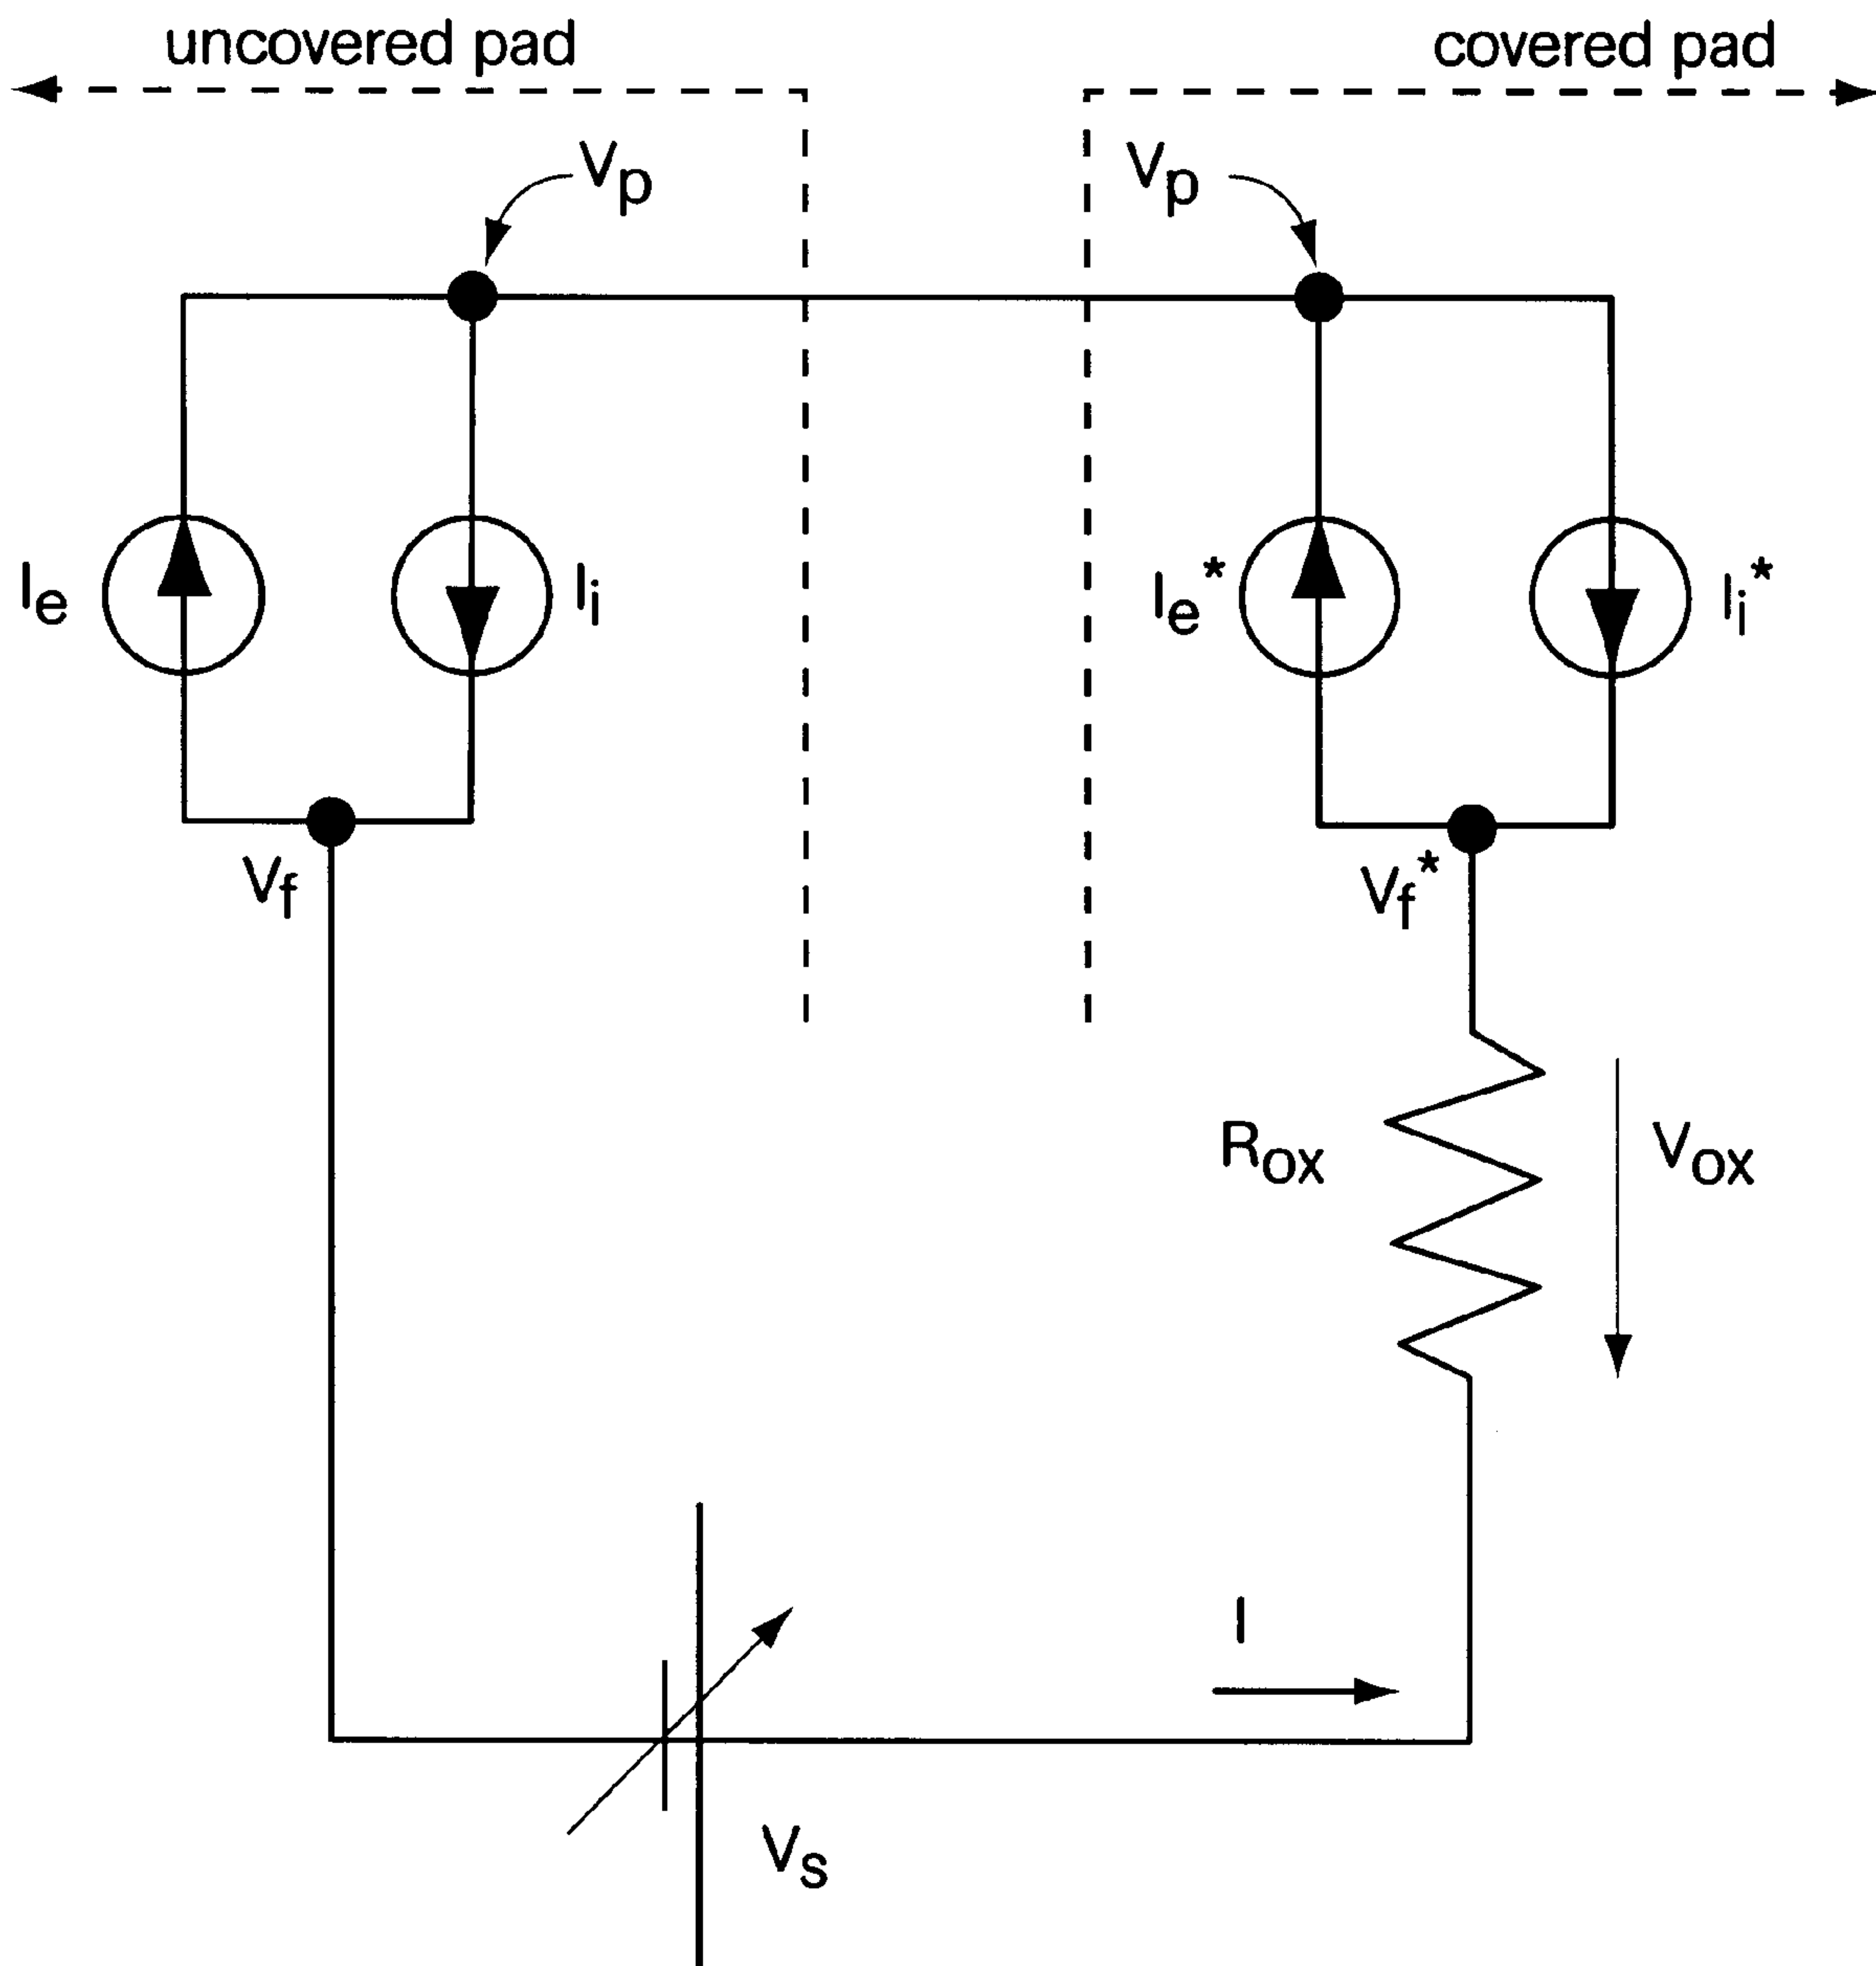 uncovered pad
covered pad
Vp
Vp
Ie
Ii
Ie*
Ii*
Vf
Vf*
Rox
Vox
I
Vs